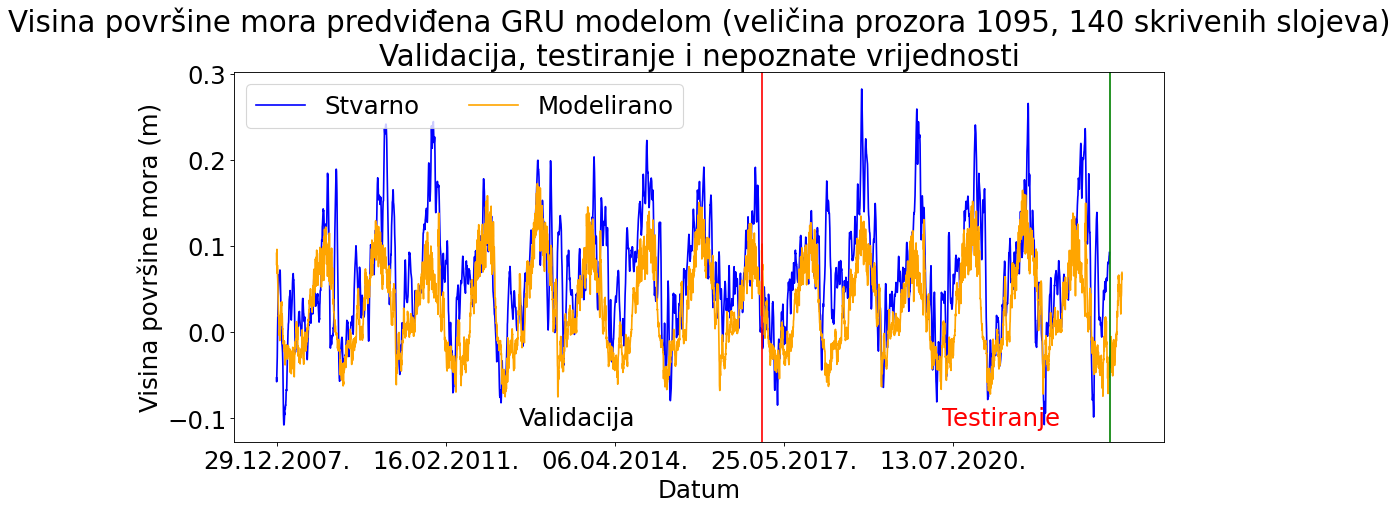 Visina površine mora predviđena GRU modelom (veličina prozora 1095, 140 skrivenih slojeva)
Validacija, testiranje i nepoznate vrijednosti
Stvarno
Modelirano
Visina površine mora (m)
0.3
0.2
0.1
0.0
−0.1
Validacija
Testiranje
29.12.2007.
16.02.2011.
06.04.2014.
25.05.2017.
13.07.2020.
Datum